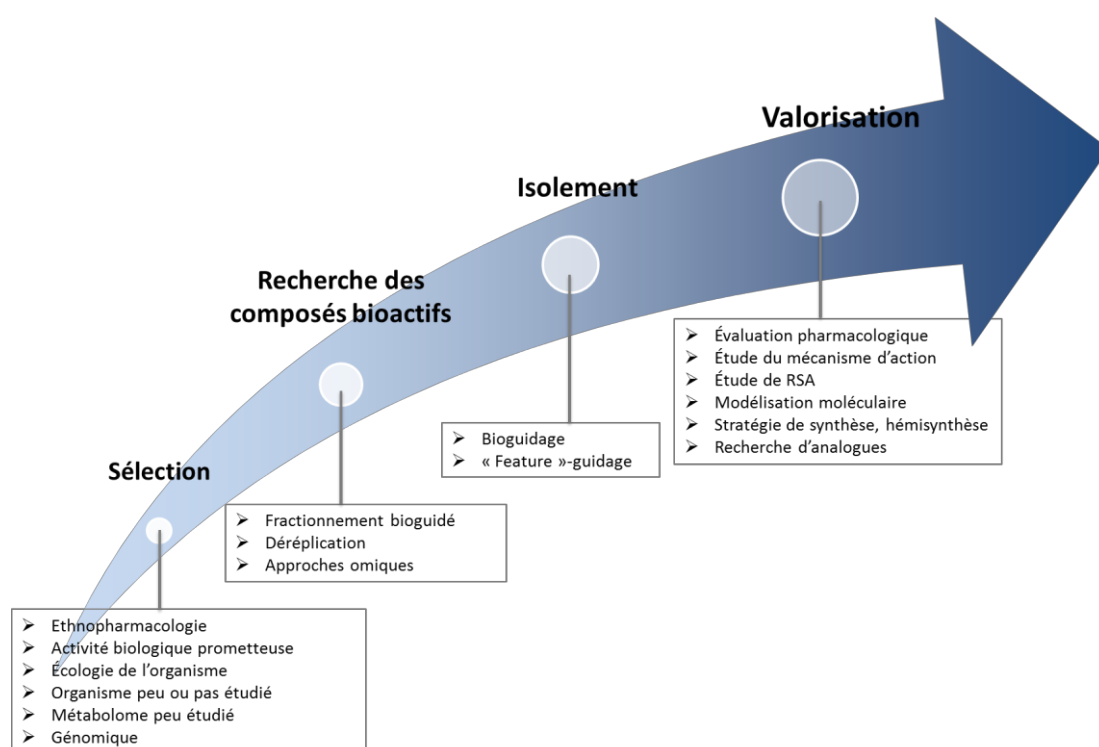 Sélection
➢ Ethnopharmacologie
➢ Activité biologique prometteuse
➢ Écologie de l'organisme
➢ Organisme peu ou pas étudié
➢ Métabolome peu étudié
➢ Génomique
Recherche des
composés bioactifs
➢ Fractionnement bioguidé
➢ Déréplication
➢ Approches omiques
Isolement
➢ Bioguidage
➢ « Feature »-guidage
Valorisation
➢ Évaluation pharmacologique
➢ Étude du mécanisme d'action
➢ Étude de RSA
➢ Modélisation moléculaire
➢ Stratégie de synthèse, hémisynthèse
➢ Recherche d'analogues